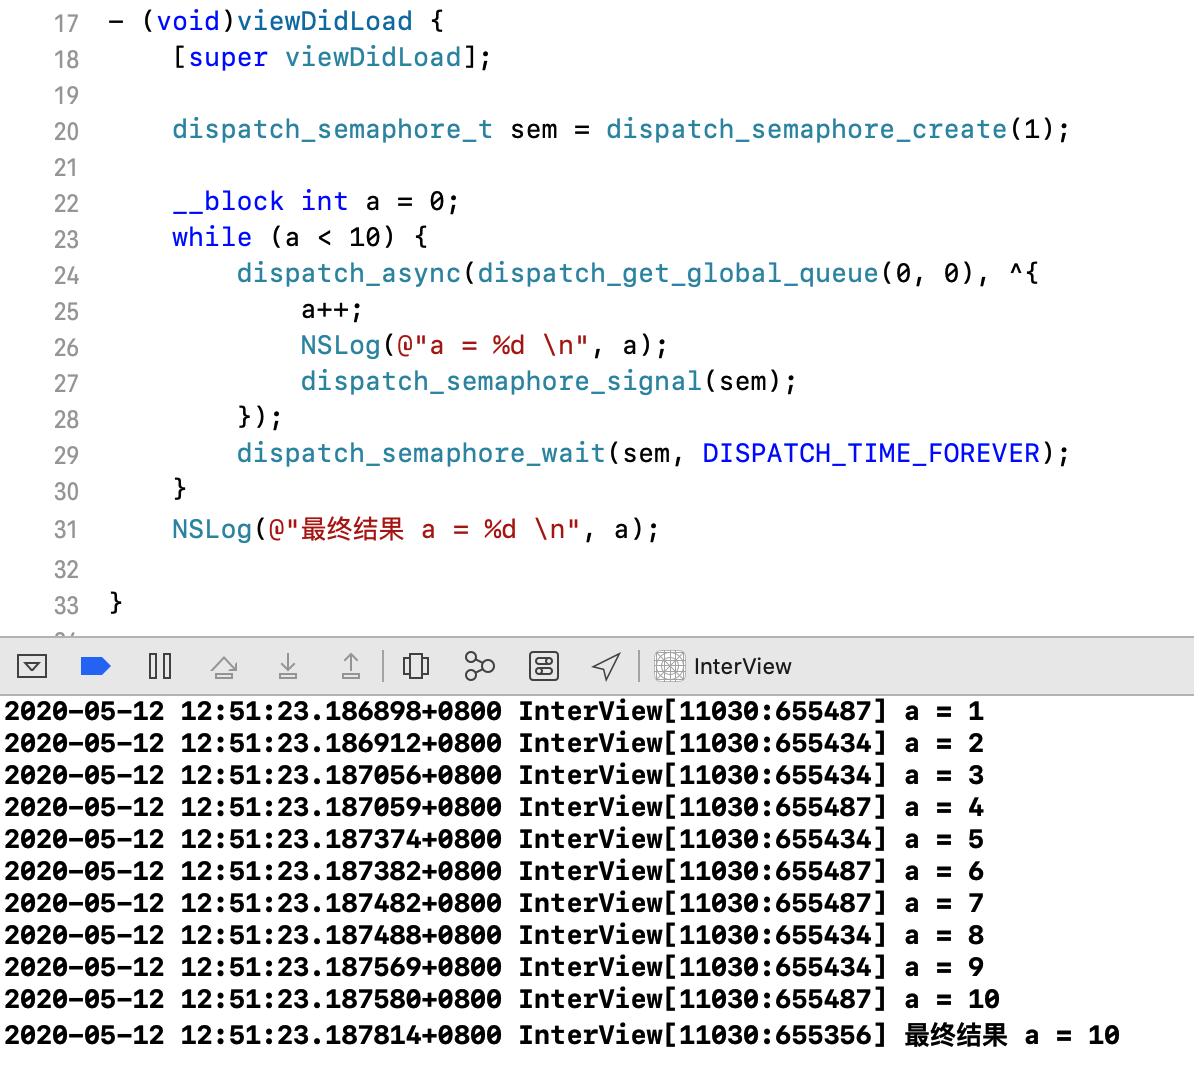 17 - (void)viewDidLoad {
18 [super viewDidLoad];
19
20 dispatch_semaphore_t sem = dispatch_semaphore_create(1);
21
22 __block int a = 0;
23 while (a < 10) {
24 dispatch_async(dispatch_get_global_queue(0, 0), ^{
25 a++;
26 NSLog(@"a = %d \n", a);
27 dispatch_semaphore_signal(sem);
28 });
29 dispatch_semaphore_wait(sem, DISPATCH_TIME_FOREVER);
30 }
31 NSLog(@"最终结果 a = %d \n", a);
32
33 }
InterView
2020-05-12 12:51:23.186898+0800 InterView[11030:655487] a = 1
2020-05-12 12:51:23.186912+0800 InterView[11030:655434] a = 2
2020-05-12 12:51:23.187056+0800 InterView[11030:655434] a = 3
2020-05-12 12:51:23.187059+0800 InterView[11030:655487] a = 4
2020-05-12 12:51:23.187374+0800 InterView[11030:655434] a = 5
2020-05-12 12:51:23.187382+0800 InterView[11030:655487] a = 6
2020-05-12 12:51:23.187482+0800 InterView[11030:655487] a = 7
2020-05-12 12:51:23.187488+0800 InterView[11030:655434] a = 8
2020-05-12 12:51:23.187569+0800 InterView[11030:655434] a = 9
2020-05-12 12:51:23.187580+0800 InterView[11030:655487] a = 10
2020-05-12 12:51:23.187814+0800 InterView[11030:655356] 最终结果 a = 10